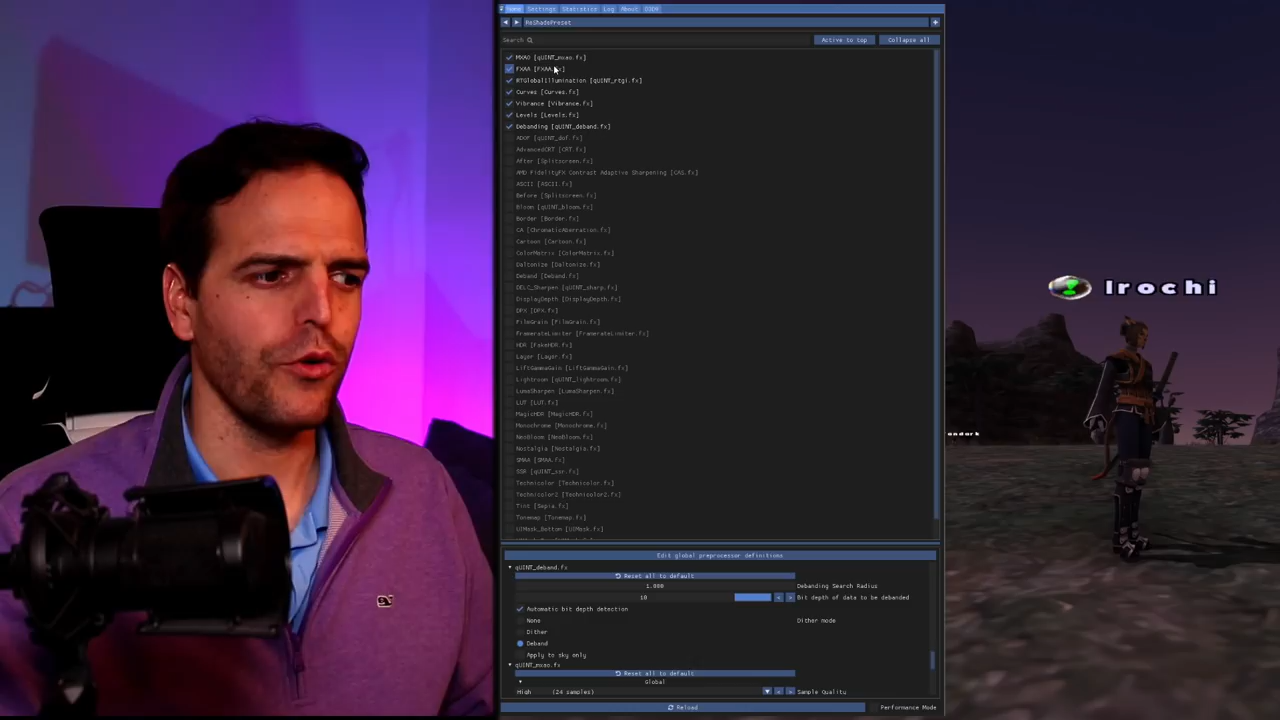 Home Settings Statistics Log About D3D9
ReShadePreset
Search Active to top Collapse all
MXAO [qUINT_mxao.fx]
FXAA [FXAA.fx]
RTGlobalIllumination [qUINT_rtgi.fx]
Curves [Curves.fx]
Vibrance [Vibrance.fx]
Levels [Levels.fx]
Debanding [qUINT_deband.fx]
ADOF [qUINT_dof.fx]
AdvancedCRT [CRT.fx]
After [Splitscreen.fx]
AMD FidelityFX Contrast Adaptive Sharpening [CAS.fx]
ASCII [ASCII.fx]
Before [Splitscreen.fx]
Bloom [qUINT_bloom.fx]
Border [Border.fx]
CA [ChromaticAberration.fx]
Cartoon [Cartoon.fx]
ColorMatrix [ColorMatrix.fx]
Daltonize [Daltonize.fx]
Deband [Deband.fx]
DELC_Sharpen [qUINT_sharp.fx]
DisplayDepth [DisplayDepth.fx]
DPX [DPX.fx]
FilmGrain [FilmGrain.fx]
FramerateLimiter [FramerateLimiter.fx]
HDR [FakeHDR.fx]
Layer [Layer.fx]
LiftGammaGain [LiftGammaGain.fx]
Lightroom [qUINT_lightroom.fx]
LumaSharpen [LumaSharpen.fx]
LUT [LUT.fx]
MagicHDR [MagicHDR.fx]
Monochrome [Monochrome.fx]
NeoBloom [NeoBloom.fx]
Nostalgia [Nostalgia.fx]
SMAA [SMAA.fx]
SSR [qUINT_ssr.fx]
Technicolor [Technicolor.fx]
Technicolor2 [Technicolor2.fx]
Tint [Sepia.fx]
Tonemap [Tonemap.fx]
UIMask_Bottom [UIMask.fx]
Edit global preprocessor definitions
qUINT_deband.fx
Reset all to default
1.000 Debanding Search Radius
10 < > Bit depth of data to be debanded
Automatic bit depth detection
None Dither mode
Dither
Deband
Apply to sky only
qUINT_mxao.fx
Reset all to default
Global
High (24 samples) < > Sample Quality
Reload Performance Mode
Irochi